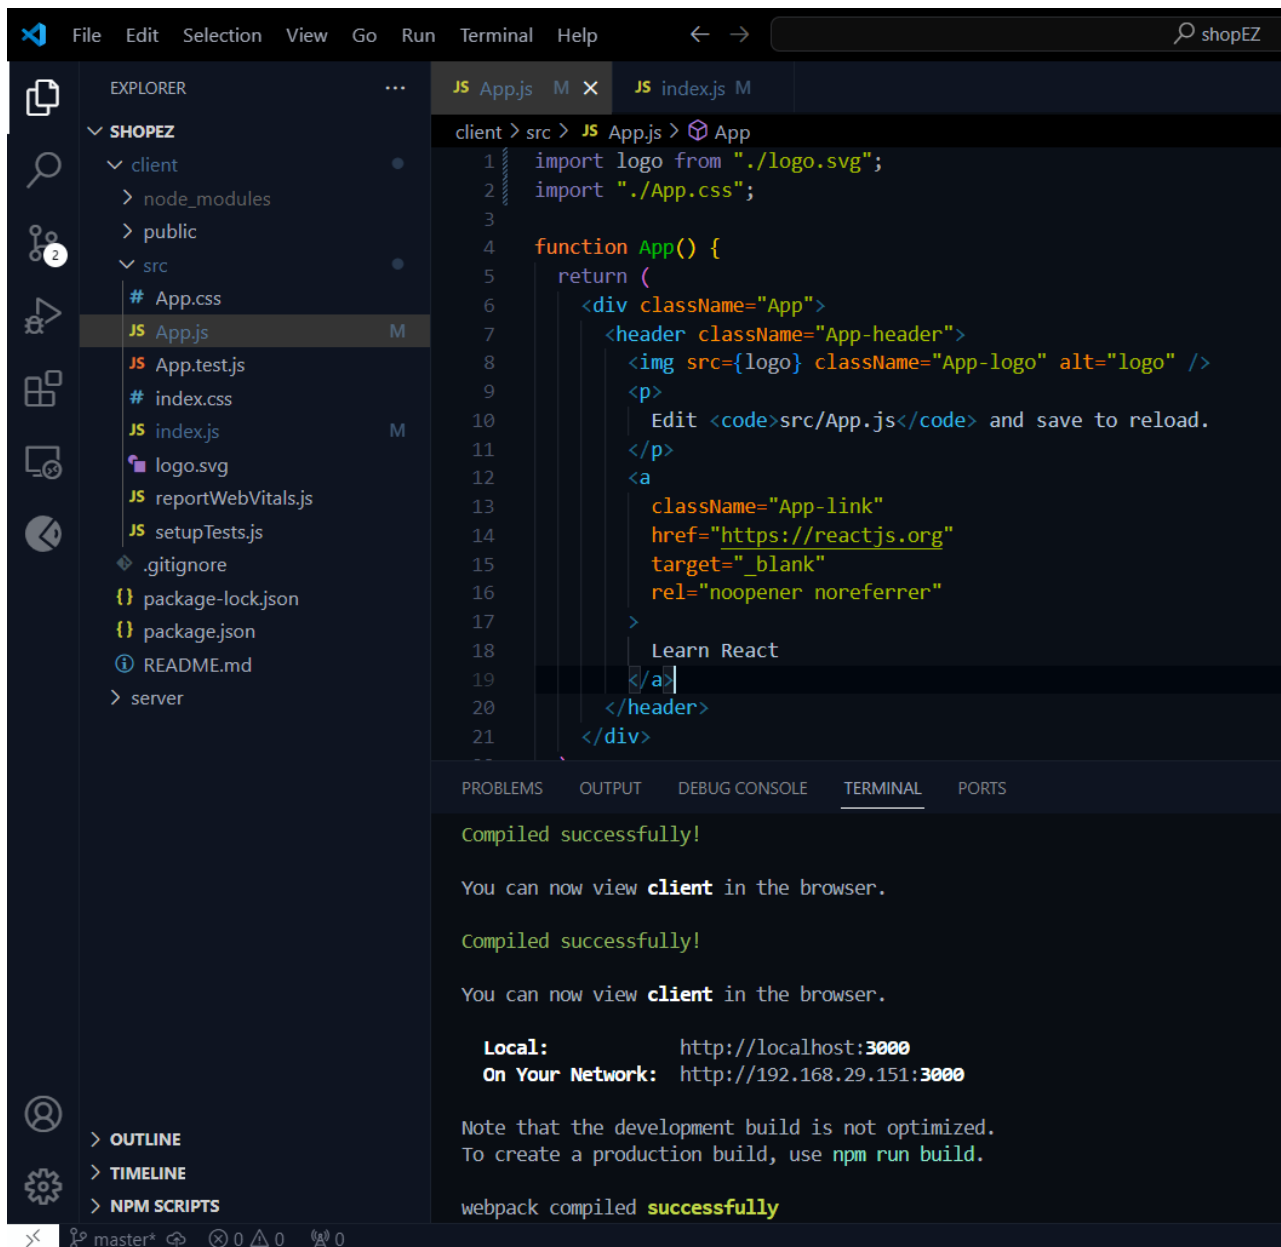 File Edit Selection View Go Run Terminal Help shopEZ
EXPLORER
SHOPEZ
client
node_modules
public
src
# App.css
JS App.js M
JS App.test.js
# index.css
JS index.js M
logo.svg
JS reportWebVitals.js
JS setupTests.js
.gitignore
{} package-lock.json
{} package.json
README.md
server
OUTLINE
TIMELINE
NPM SCRIPTS
2
JS App.js M JS index.js M
client > src > JS App.js > App
1 import logo from "./logo.svg";
2 import "./App.css";
3
4 function App() {
5 return (
6 <div className="App">
7 <header className="App-header">
8 <img src={logo} className="App-logo" alt="logo" />
9 <p>
10 Edit <code>src/App.js</code> and save to reload.
11 </p>
12 <a
13 className="App-link"
14 href="https://reactjs.org"
15 target="_blank"
16 rel="noopener noreferrer"
17 >
18 Learn React
19 </a>
20 </header>
21 </div>
PROBLEMS OUTPUT DEBUG CONSOLE TERMINAL PORTS
Compiled successfully!
You can now view client in the browser.
Compiled successfully!
You can now view client in the browser.
Local: http://localhost:3000
On Your Network: http://192.168.29.151:3000
Note that the development build is not optimized.
To create a production build, use npm run build.
webpack compiled successfully
master* 0 0 0